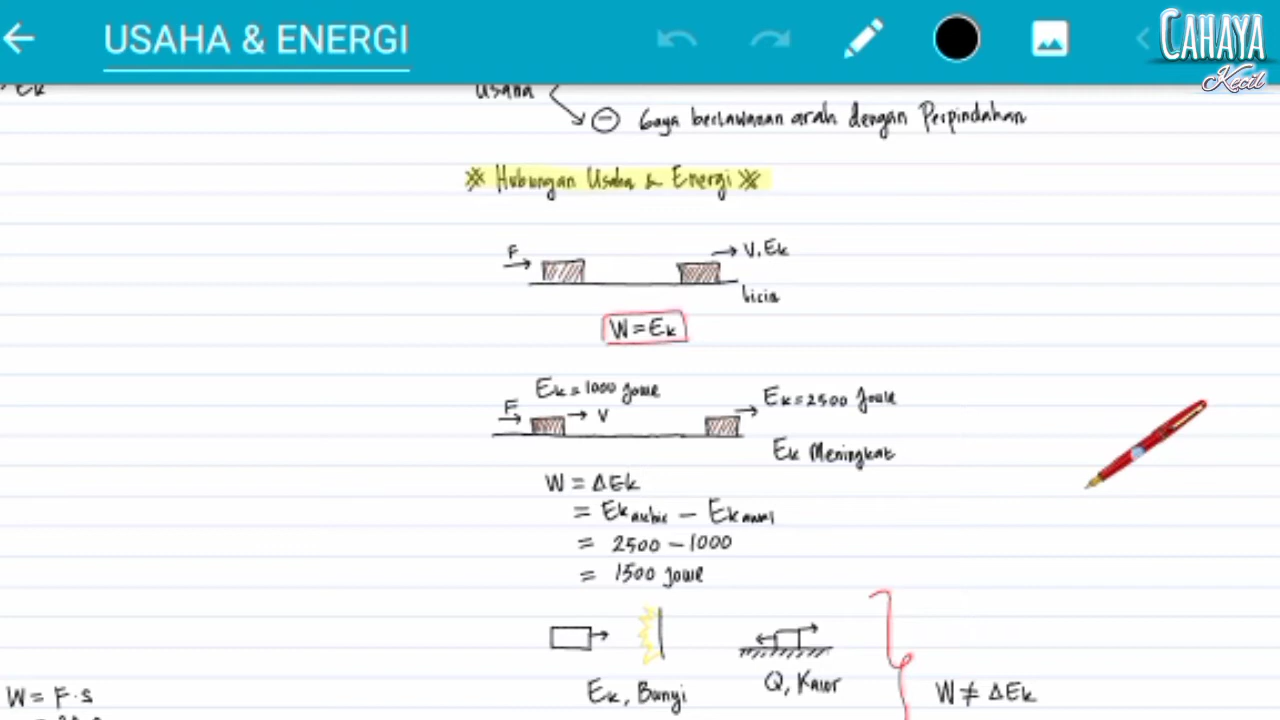 USAHA & ENERGI
CAHAYA
Kecil
Ek
Usaha
⊖ Gaya berlawanan arah dengan Perpindahan
※ Hubungan Usaha & Energi ※
F
V, Ek
licin
W = Ek
Ek = 1000 Joule
F
V
Ek = 2500 Joule
Ek Meningkat
W = ΔEk
= Ek akhir − Ek awal
= 2500 − 1000
= 1500 Joule
Ek, Bunyi
Q, Kalor
W ≠ ΔEk
W = F · s